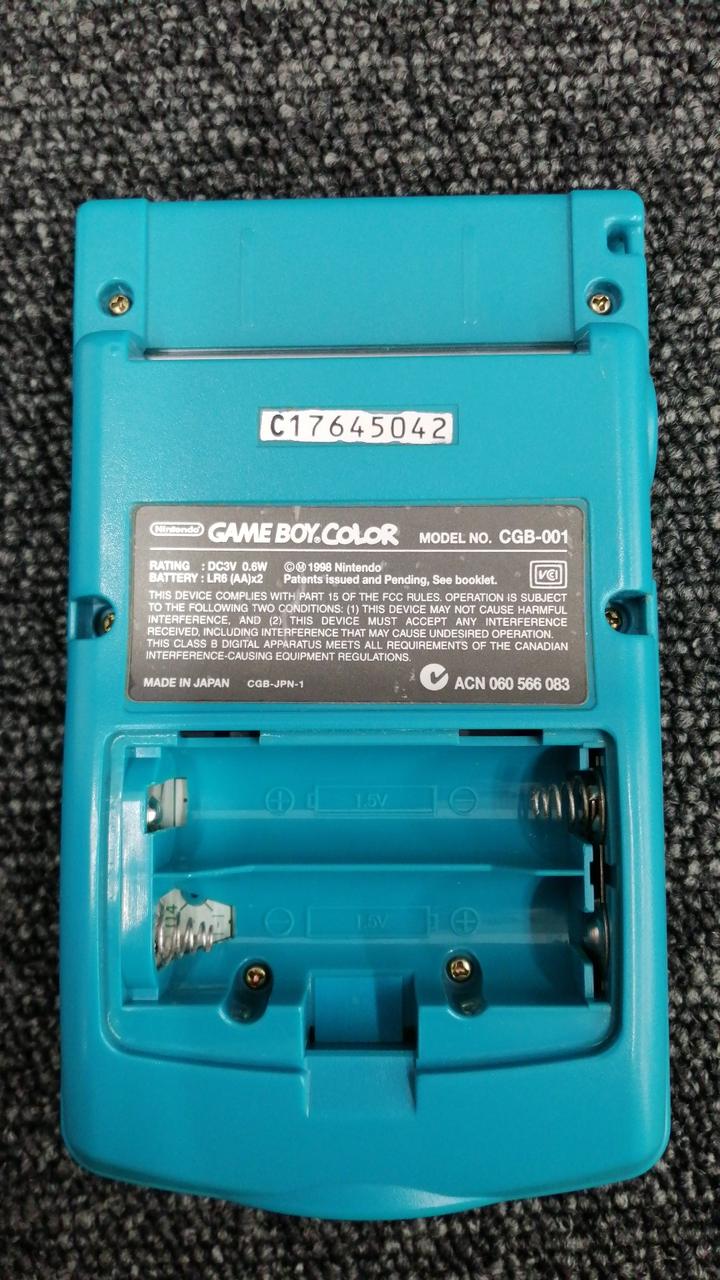 C17645042
Nintendo GAME BOY COLOR MODEL NO. CGB-001
RATING : DC3V 0.6W ©Ⓜ 1998 Nintendo
BATTERY : LR6 (AA)x2 Patents issued and Pending, See booklet.
VCI
THIS DEVICE COMPLIES WITH PART 15 OF THE FCC RULES. OPERATION IS SUBJECT
TO THE FOLLOWING TWO CONDITIONS: (1) THIS DEVICE MAY NOT CAUSE HARMFUL
INTERFERENCE, AND (2) THIS DEVICE MUST ACCEPT ANY INTERFERENCE
RECEIVED, INCLUDING INTERFERENCE THAT MAY CAUSE UNDESIRED OPERATION.
THIS CLASS B DIGITAL APPARATUS MEETS ALL REQUIREMENTS OF THE CANADIAN
INTERFERENCE-CAUSING EQUIPMENT REGULATIONS.
MADE IN JAPAN CGB-JPN-1 ACN 060 566 083
+ 1.5V −
− 1.5V +